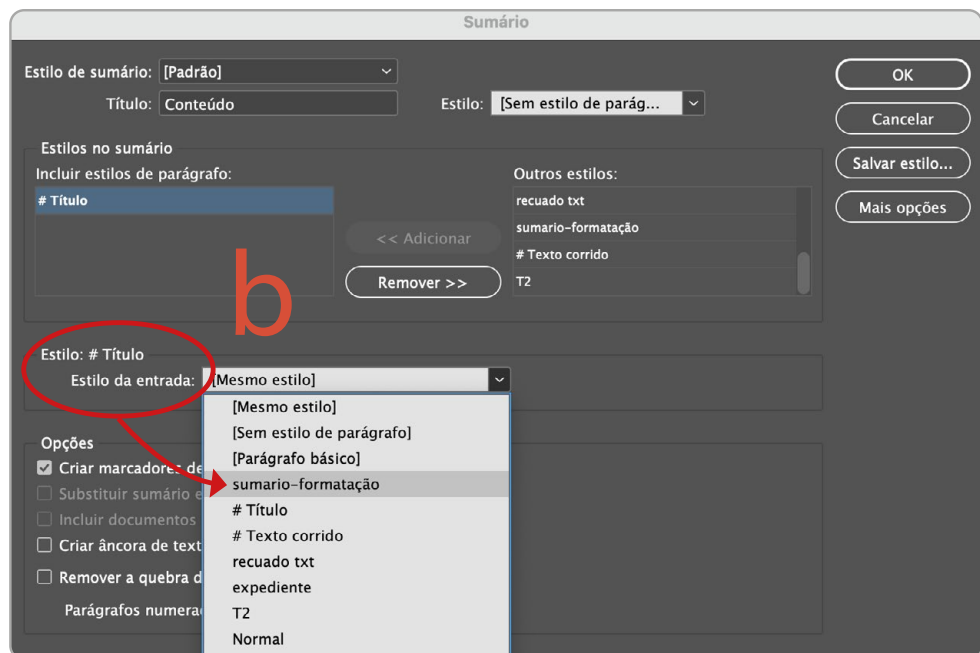 Sumário
Estilo de sumário: [Padrão]
OK
Título: Conteúdo
Estilo: [Sem estilo de parág...
Cancelar
Estilos no sumário
Salvar estilo...
Incluir estilos de parágrafo:
Outros estilos:
# Título
recuado txt
Mais opções
sumario-formatação
<< Adicionar
# Texto corrido
Remover >>
T2
b
Estilo: # Título
Estilo da entrada: [Mesmo estilo]
[Mesmo estilo]
[Sem estilo de parágrafo]
Opções
[Parágrafo básico]
Criar marcadores de
sumario-formatação
Substituir sumário e
# Título
Incluir documentos
# Texto corrido
Criar âncora de text
recuado txt
Remover a quebra d
expediente
Parágrafos numera
T2
Normal